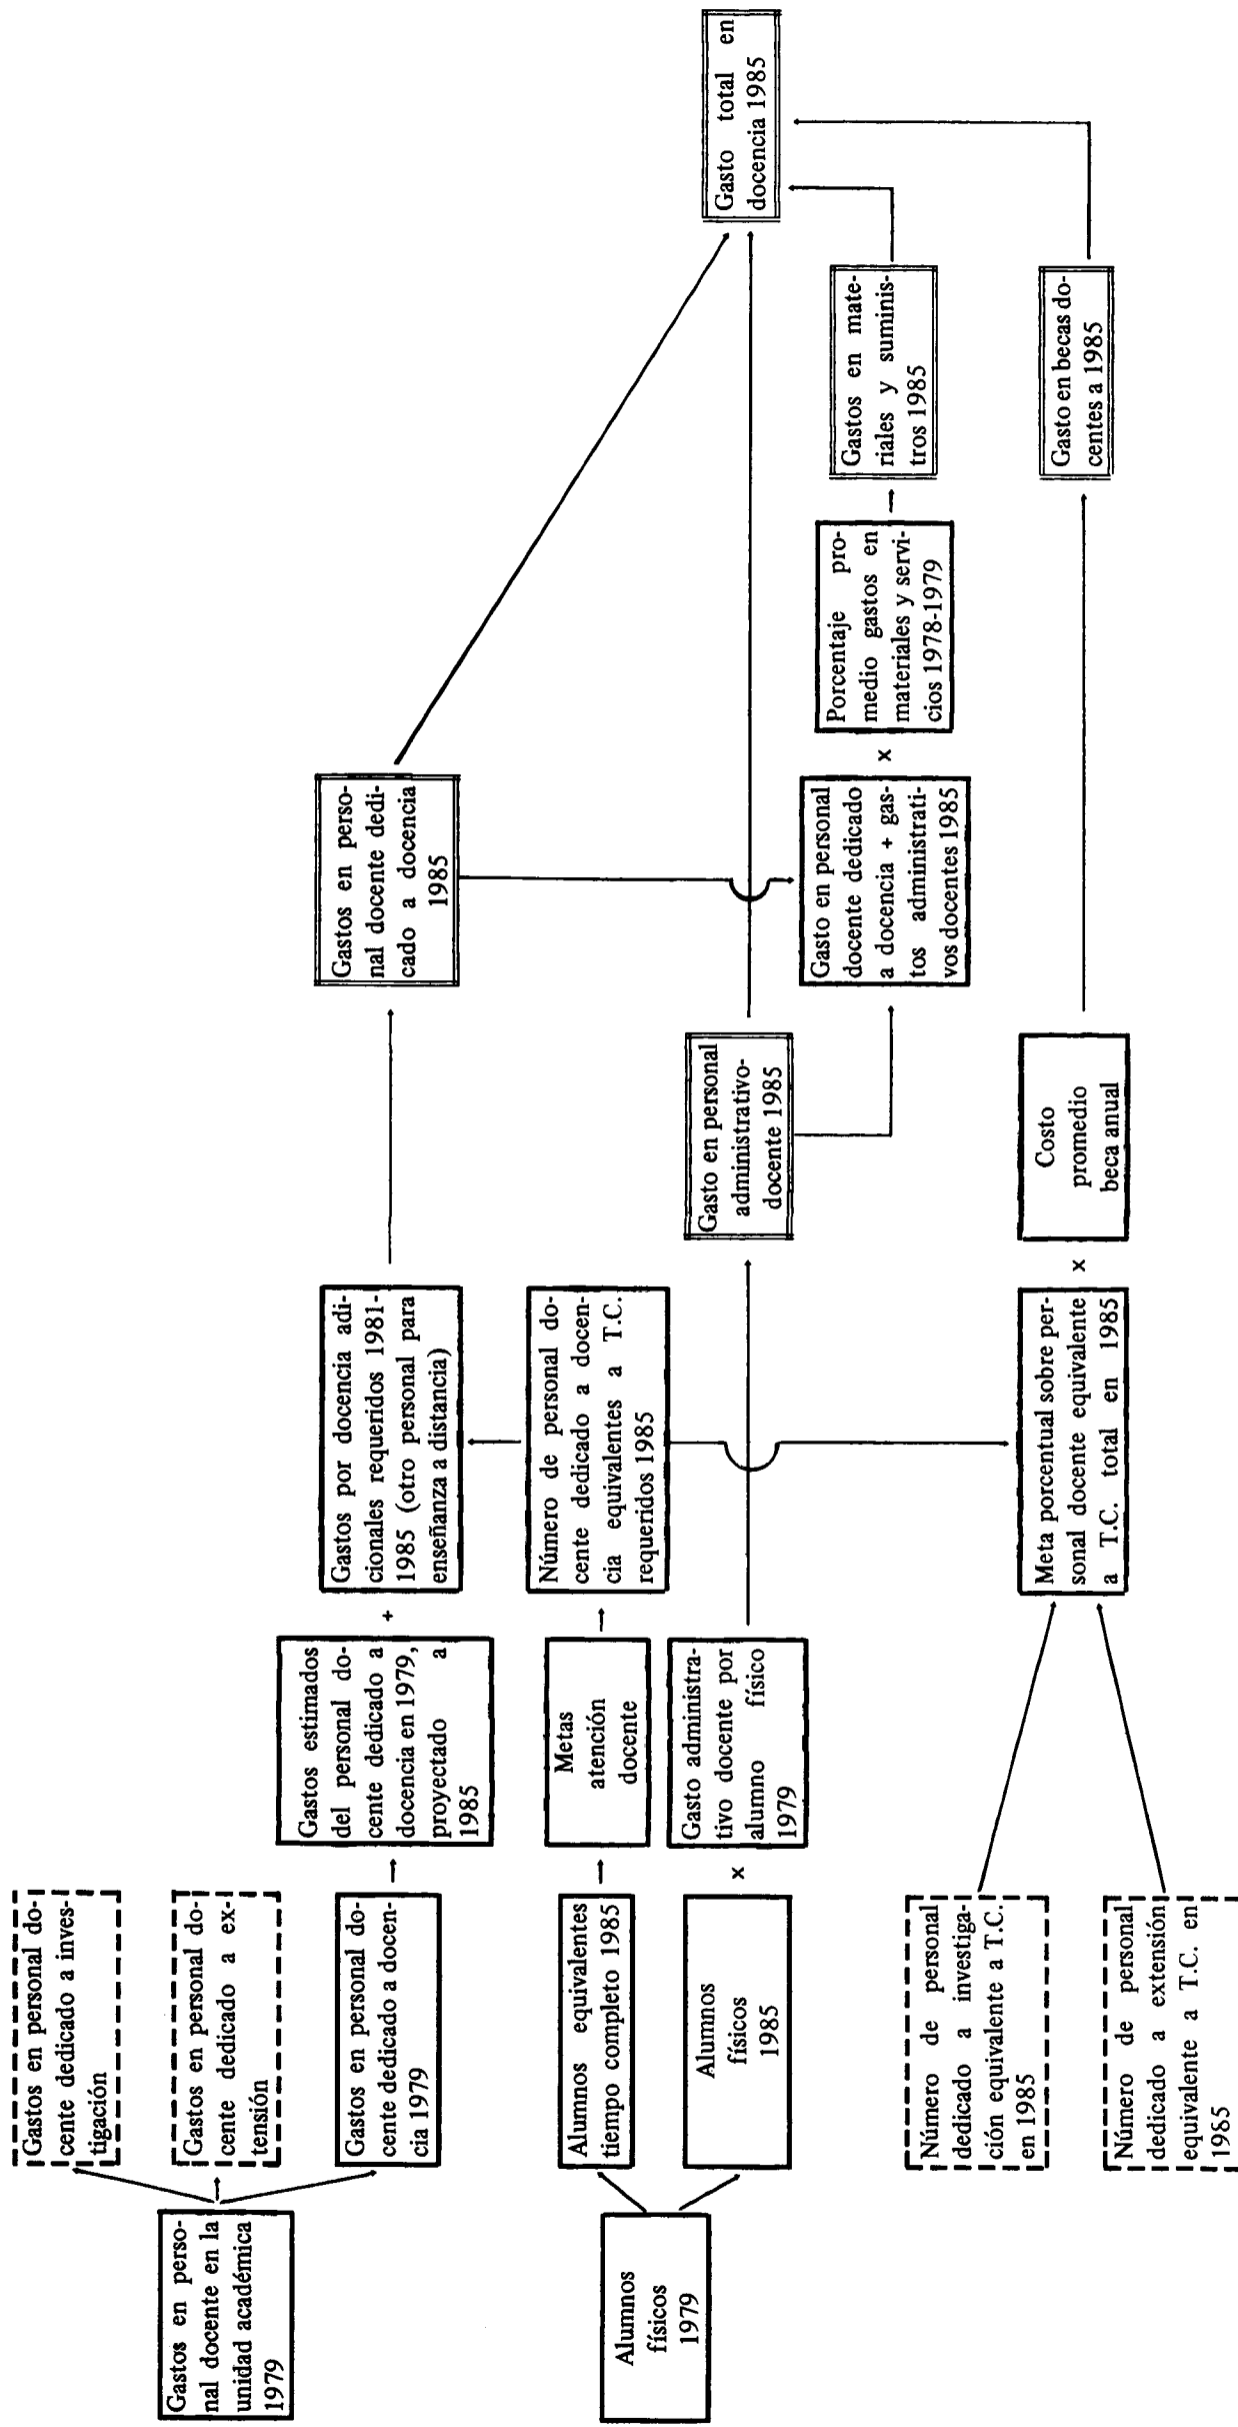 Gastos en perso-
nal docente en la
unidad académica
1979
Gastos en personal do-
cente dedicado a inves-
tigación
Gastos en personal do-
cente dedicado a ex-
tensión
Gastos en personal do-
cente dedicado a docen-
cia 1979
Gastos estimados
del personal do-
cente dedicado a
docencia en 1979,
proyectado a
1985
+
Gastos por docencia adi-
cionales requeridos 1981-
1985 (otro personal para
enseñanza a distancia)
Gastos en perso-
nal docente dedi-
cado a docencia
1985
Alumnos
físicos
1979
Alumnos equivalentes
tiempo completo 1985
Metas
atención
docente
Número de personal do-
cente dedicado a docen-
cia equivalentes a T.C.
requeridos 1985
Alumnos
físicos
1985
x
Gasto administra-
tivo docente por
alumno físico
1979
Gasto en personal
administrativo-
docente 1985
Gasto total en
docencia 1985
Gasto en personal
docente dedicado
a docencia + gas-
tos administrati-
vos docentes 1985
x
Porcentaje pro-
medio gastos en
materiales y servi-
cios 1978-1979
Gastos en mate-
riales y suminis-
tros 1985
Número de personal
dedicado a investiga-
ción equivalente a T.C.
en 1985
Número de personal
dedicado a extensión
equivalente a T.C. en
1985
Meta porcentual sobre per-
sonal docente equivalente
a T.C. total en 1985
x
Costo
promedio
beca anual
Gasto en becas do-
centes a 1985